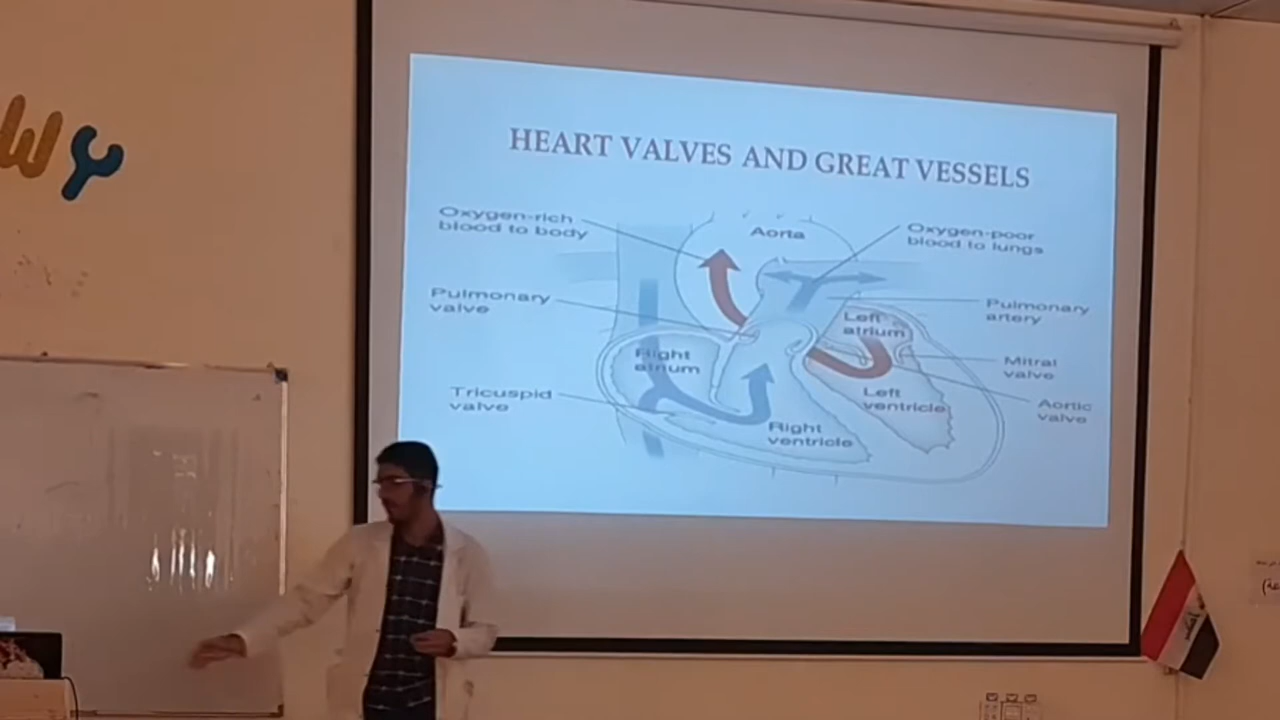 HEART VALVES AND GREAT VESSELS
Oxygen-rich
blood to body
Aorta
Oxygen-poor
blood to lungs
Pulmonary
valve
Pulmonary
artery
Left
atrium
Right
atrium
Mitral
valve
Tricuspid
valve
Left
ventricle
Aortic
valve
Right
ventricle